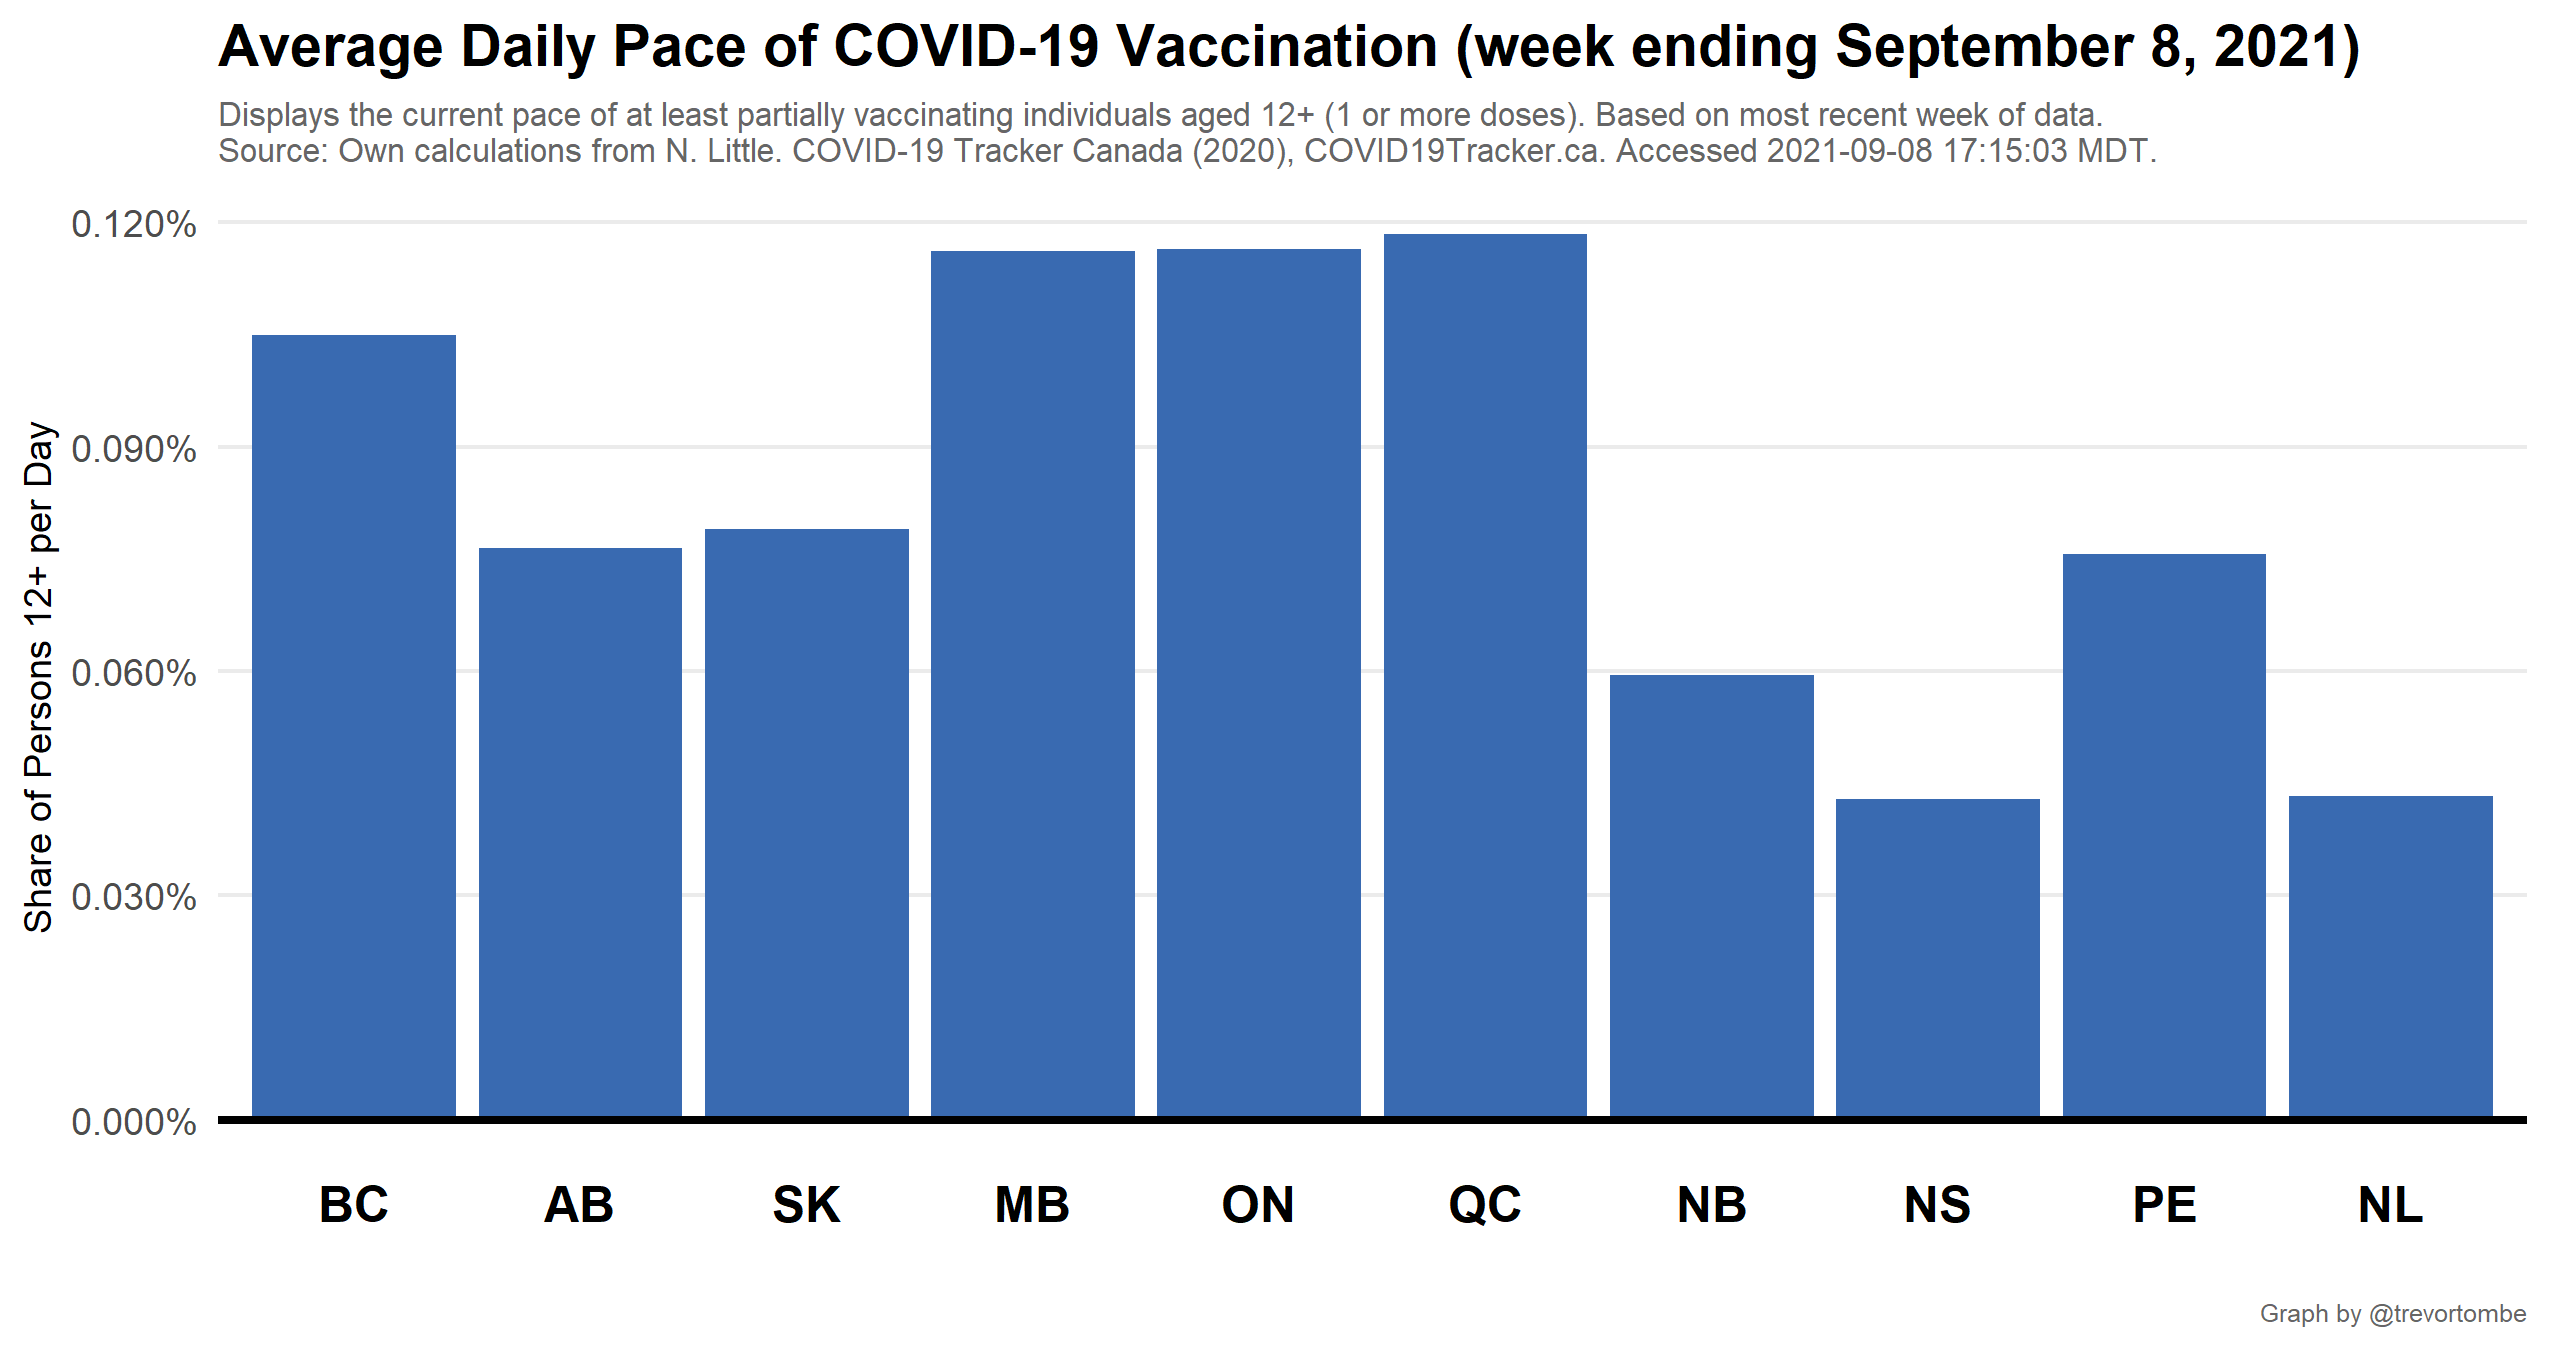 Average Daily Pace of COVID-19 Vaccination (week ending September 8, 2021)
Displays the current pace of at least partially vaccinating individuals aged 12+ (1 or more doses). Based on most recent week of data.
Source: Own calculations from N. Little. COVID-19 Tracker Canada (2020), COVID19Tracker.ca. Accessed 2021-09-08 17:15:03 MDT.
Share of Persons 12+ per Day
0.120%
0.090%
0.060%
0.030%
0.000%
BC AB SK MB ON QC NB NS PE NL
Graph by @trevortombe